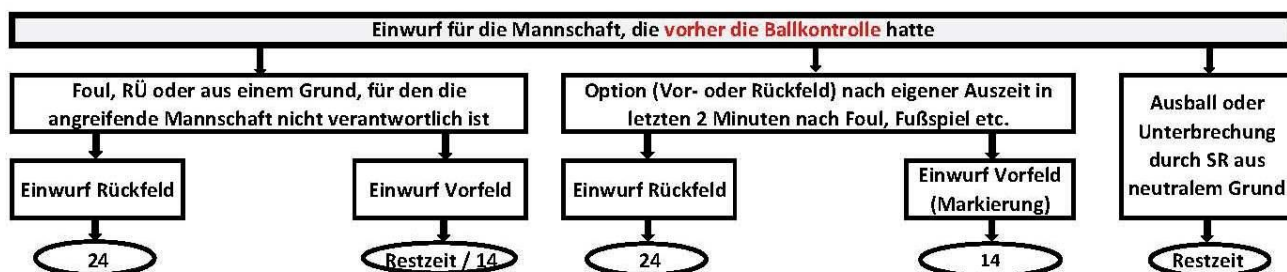 Einwurf für die Mannschaft, die vorher die Ballkontrolle hatte
Foul, RÜ oder aus einem Grund, für den die
angreifende Mannschaft nicht verantwortlich ist
Option (Vor- oder Rückfeld) nach eigener Auszeit in
letzten 2 Minuten nach Foul, Fußspiel etc.
Ausball oder
Unterbrechung
durch SR aus
neutralem Grund
Einwurf Rückfeld
Einwurf Vorfeld
Einwurf Rückfeld
Einwurf Vorfeld
(Markierung)
24
Restzeit / 14
24
14
Restzeit